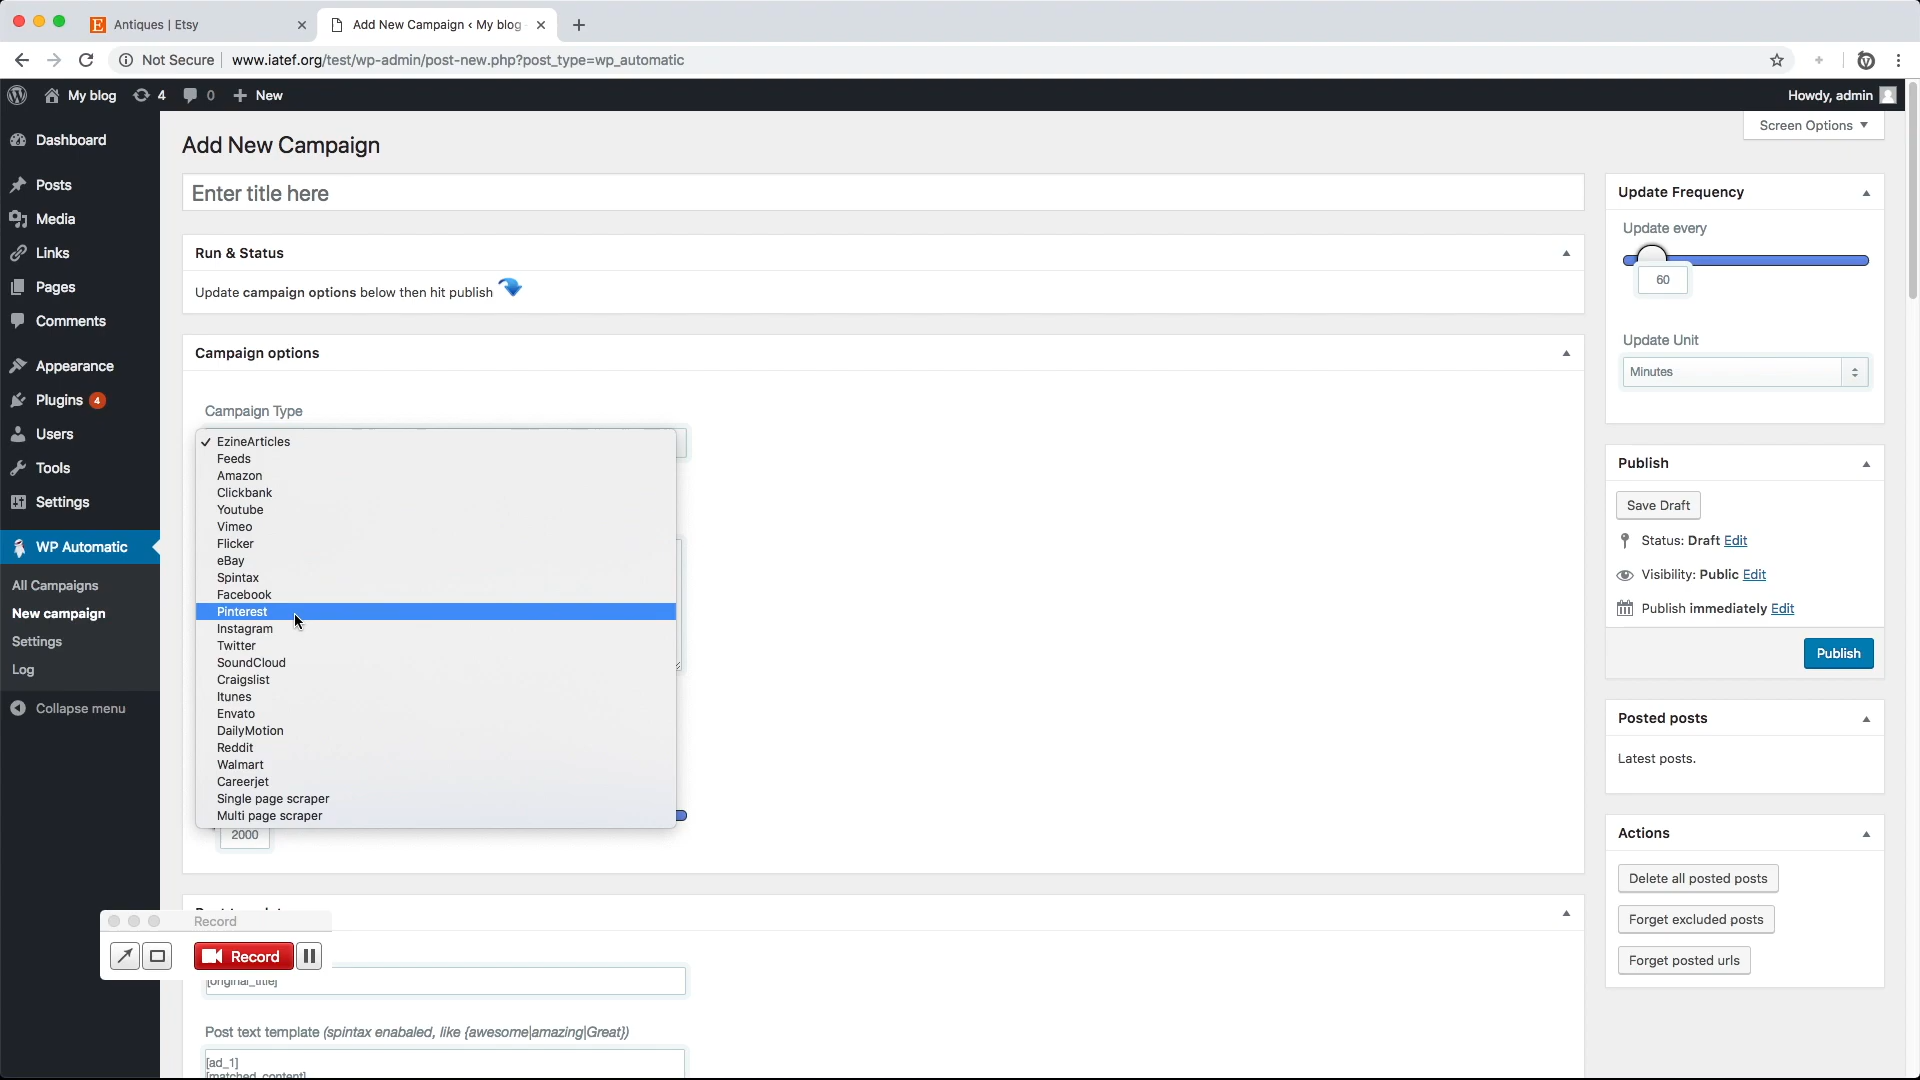 Antiques | Etsy
Add New Campaign ‹ My blog
Not Secure
www.iatef.org/test/wp-admin/post-new.php?post_type=wp_automatic
My blog
4
0
New
Howdy, admin
Screen Options
Dashboard
Posts
Media
Links
Pages
Comments
Appearance
Plugins 4
Users
Tools
Settings
WP Automatic
All Campaigns
New campaign
Settings
Log
Collapse menu
Add New Campaign
Enter title here
Run & Status
Update campaign options below then hit publish
Campaign options
Campaign Type
✓ EzineArticles
Feeds
Amazon
Clickbank
Youtube
Vimeo
Flicker
eBay
Spintax
Facebook
Pinterest
Instagram
Twitter
SoundCloud
Craigslist
Itunes
Envato
DailyMotion
Reddit
Walmart
Careerjet
Single page scraper
Multi page scraper
2000
Record
Record
[original_title]
Post text template (spintax enabaled, like {awesome|amazing|Great})
[ad_1]
[matched_content]
Update Frequency
Update every
60
Update Unit
Minutes
Publish
Save Draft
Status: Draft Edit
Visibility: Public Edit
Publish immediately Edit
Publish
Posted posts
Latest posts.
Actions
Delete all posted posts
Forget excluded posts
Forget posted urls